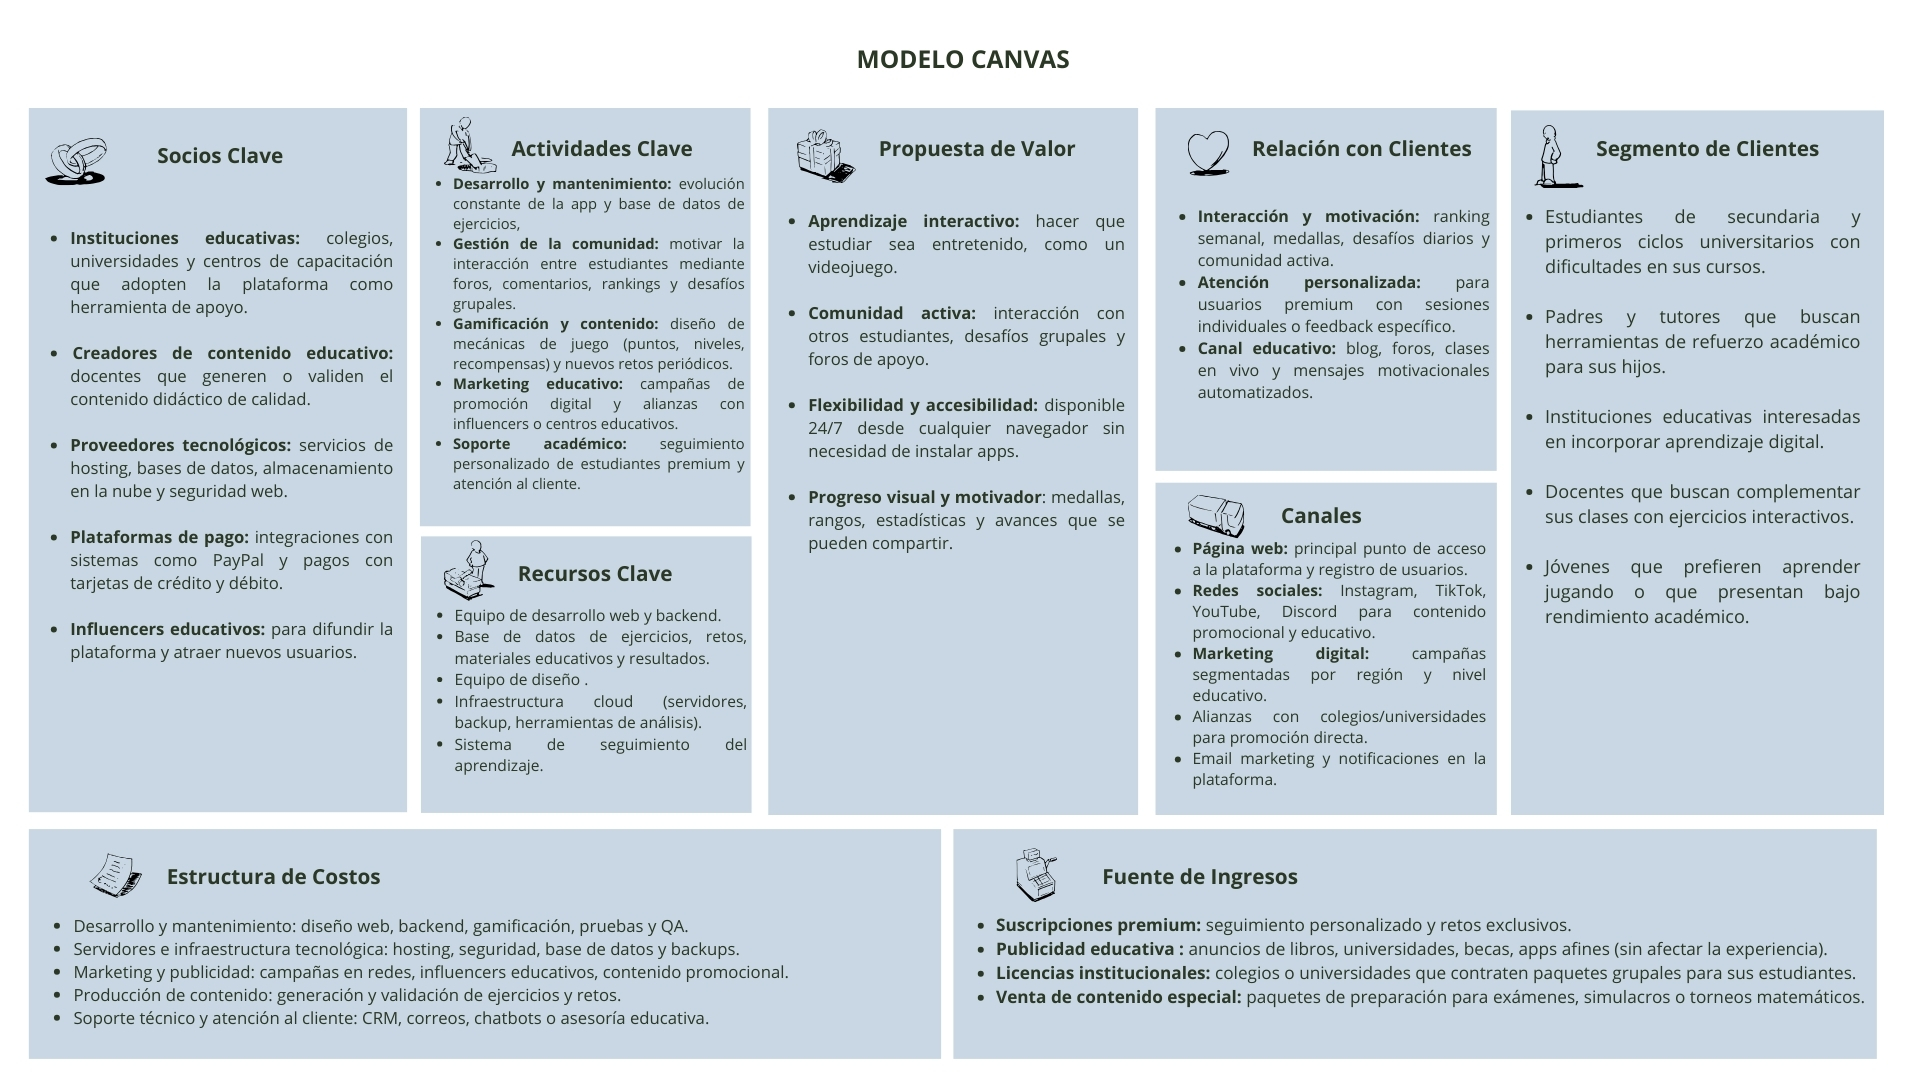 MODELO CANVAS
Socios Clave
• Instituciones educativas: colegios,
universidades y centros de capacitación
que adopten la plataforma como
herramienta de apoyo.
• Creadores de contenido educativo:
docentes que generen o validen el
contenido didáctico de calidad.
• Proveedores tecnológicos: servicios de
hosting, bases de datos, almacenamiento
en la nube y seguridad web.
• Plataformas de pago: integraciones con
sistemas como PayPal y pagos con
tarjetas de crédito y débito.
• Influencers educativos: para difundir la
plataforma y atraer nuevos usuarios.
Actividades Clave
• Desarrollo y mantenimiento: evolución
constante de la app y base de datos de
ejercicios,
• Gestión de la comunidad: motivar la
interacción entre estudiantes mediante
foros, comentarios, rankings y desafíos
grupales.
• Gamificación y contenido: diseño de
mecánicas de juego (puntos, niveles,
recompensas) y nuevos retos periódicos.
• Marketing educativo: campañas de
promoción digital y alianzas con
influencers o centros educativos.
• Soporte académico: seguimiento
personalizado de estudiantes premium y
atención al cliente.
Recursos Clave
• Equipo de desarrollo web y backend.
• Base de datos de ejercicios, retos,
materiales educativos y resultados.
• Equipo de diseño .
• Infraestructura cloud (servidores,
backup, herramientas de análisis).
• Sistema de seguimiento del
aprendizaje.
Propuesta de Valor
• Aprendizaje interactivo: hacer que
estudiar sea entretenido, como un
videojuego.
• Comunidad activa: interacción con
otros estudiantes, desafíos grupales y
foros de apoyo.
• Flexibilidad y accesibilidad: disponible
24/7 desde cualquier navegador sin
necesidad de instalar apps.
• Progreso visual y motivador: medallas,
rangos, estadísticas y avances que se
pueden compartir.
Relación con Clientes
• Interacción y motivación: ranking
semanal, medallas, desafíos diarios y
comunidad activa.
• Atención personalizada: para
usuarios premium con sesiones
individuales o feedback específico.
• Canal educativo: blog, foros, clases
en vivo y mensajes motivacionales
automatizados.
Canales
• Página web: principal punto de acceso
a la plataforma y registro de usuarios.
• Redes sociales: Instagram, TikTok,
YouTube, Discord para contenido
promocional y educativo.
• Marketing digital: campañas
segmentadas por región y nivel
educativo.
• Alianzas con colegios/universidades
para promoción directa.
• Email marketing y notificaciones en la
plataforma.
Segmento de Clientes
• Estudiantes de secundaria y
primeros ciclos universitarios con
dificultades en sus cursos.
• Padres y tutores que buscan
herramientas de refuerzo académico
para sus hijos.
• Instituciones educativas interesadas
en incorporar aprendizaje digital.
• Docentes que buscan complementar
sus clases con ejercicios interactivos.
• Jóvenes que prefieren aprender
jugando o que presentan bajo
rendimiento académico.
Estructura de Costos
• Desarrollo y mantenimiento: diseño web, backend, gamificación, pruebas y QA.
• Servidores e infraestructura tecnológica: hosting, seguridad, base de datos y backups.
• Marketing y publicidad: campañas en redes, influencers educativos, contenido promocional.
• Producción de contenido: generación y validación de ejercicios y retos.
• Soporte técnico y atención al cliente: CRM, correos, chatbots o asesoría educativa.
Fuente de Ingresos
• Suscripciones premium: seguimiento personalizado y retos exclusivos.
• Publicidad educativa : anuncios de libros, universidades, becas, apps afines (sin afectar la experiencia).
• Licencias institucionales: colegios o universidades que contraten paquetes grupales para sus estudiantes.
• Venta de contenido especial: paquetes de preparación para exámenes, simulacros o torneos matemáticos.